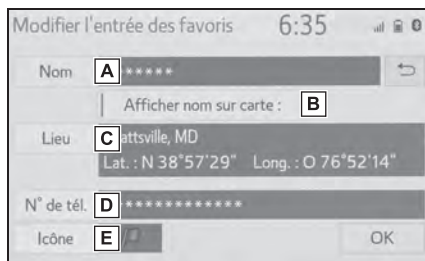 Modifier l'entrée des favoris 6:35
Nom A *****
Afficher nom sur carte : B
Lieu C attsville, MD
Lat. : N 38°57'29" Long. : O 76°52'14"
N° de tél. D ************
Icône E OK